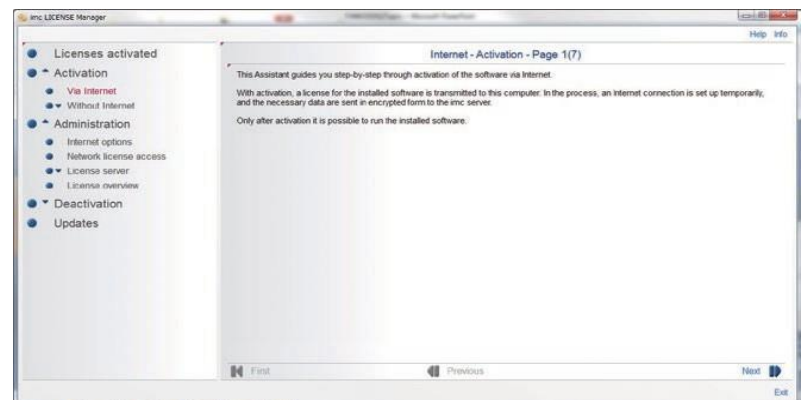 imc LICENSE Manager
Help Info
Licenses activated
Activation
Via Internet
Without Internet
Administration
Internet options
Network license access
License server
License overview
Deactivation
Updates
Internet - Activation - Page 1(7)
This Assistant guides you step-by-step through activation of the software via Internet.
With activation, a license for the installed software is transmitted to this computer. In the process, an Internet connection is set up temporarily,
and the necessary data are sent in encrypted form to the imc server.
Only after activation it is possible to run the installed software.
First
Previous
Next
Exit